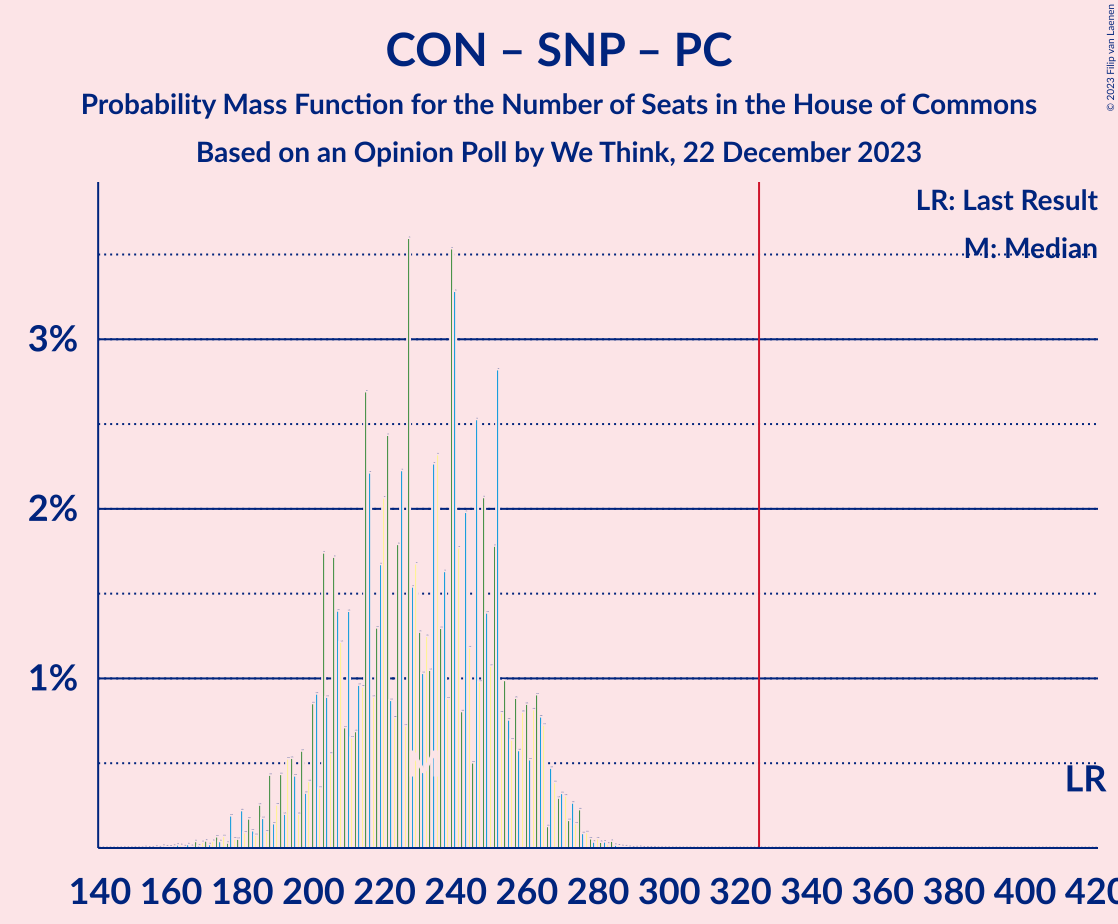 CON – SNP – PC
Probability Mass Function for the Number of Seats in the House of Commons
Based on an Opinion Poll by We Think, 22 December 2023
© 2023 Filip van Laenen
LR: Last Result
M: Median
3%
2%
1%
LR
140 160 180 200 220 240 260 280 300 320 340 360 380 400 420